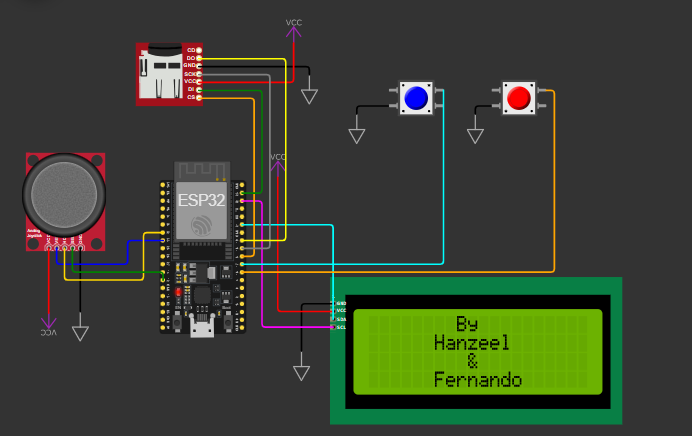 VCC
CD
DO
GND
SCK
VCC
DI
CS
VCC
ESP32
Analog
Joystick
VCC
GND
VCC
SDA
SCL
By
Hanzeel
&
Fernando